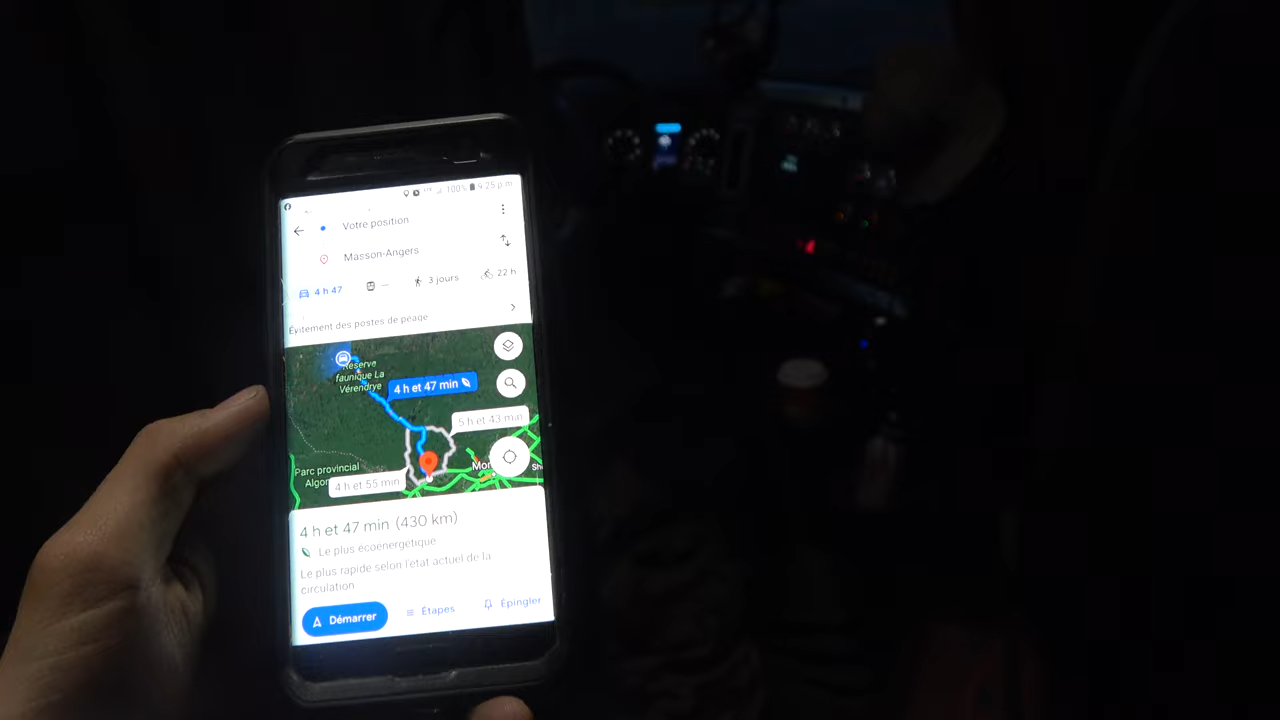 100% 9:25 p.m.
Votre position
Masson-Angers
4 h 47 — 3 jours 22 h
Évitement des postes de péage
Réserve
faunique La
Vérendrye
4 h et 47 min
5 h et 43 min
Parc provincial
Algon
Mon
Sh
4 h et 55 min
4 h et 47 min (430 km)
Le plus écoénergétique
Le plus rapide selon l'état actuel de la
circulation
Démarrer Étapes Épingler